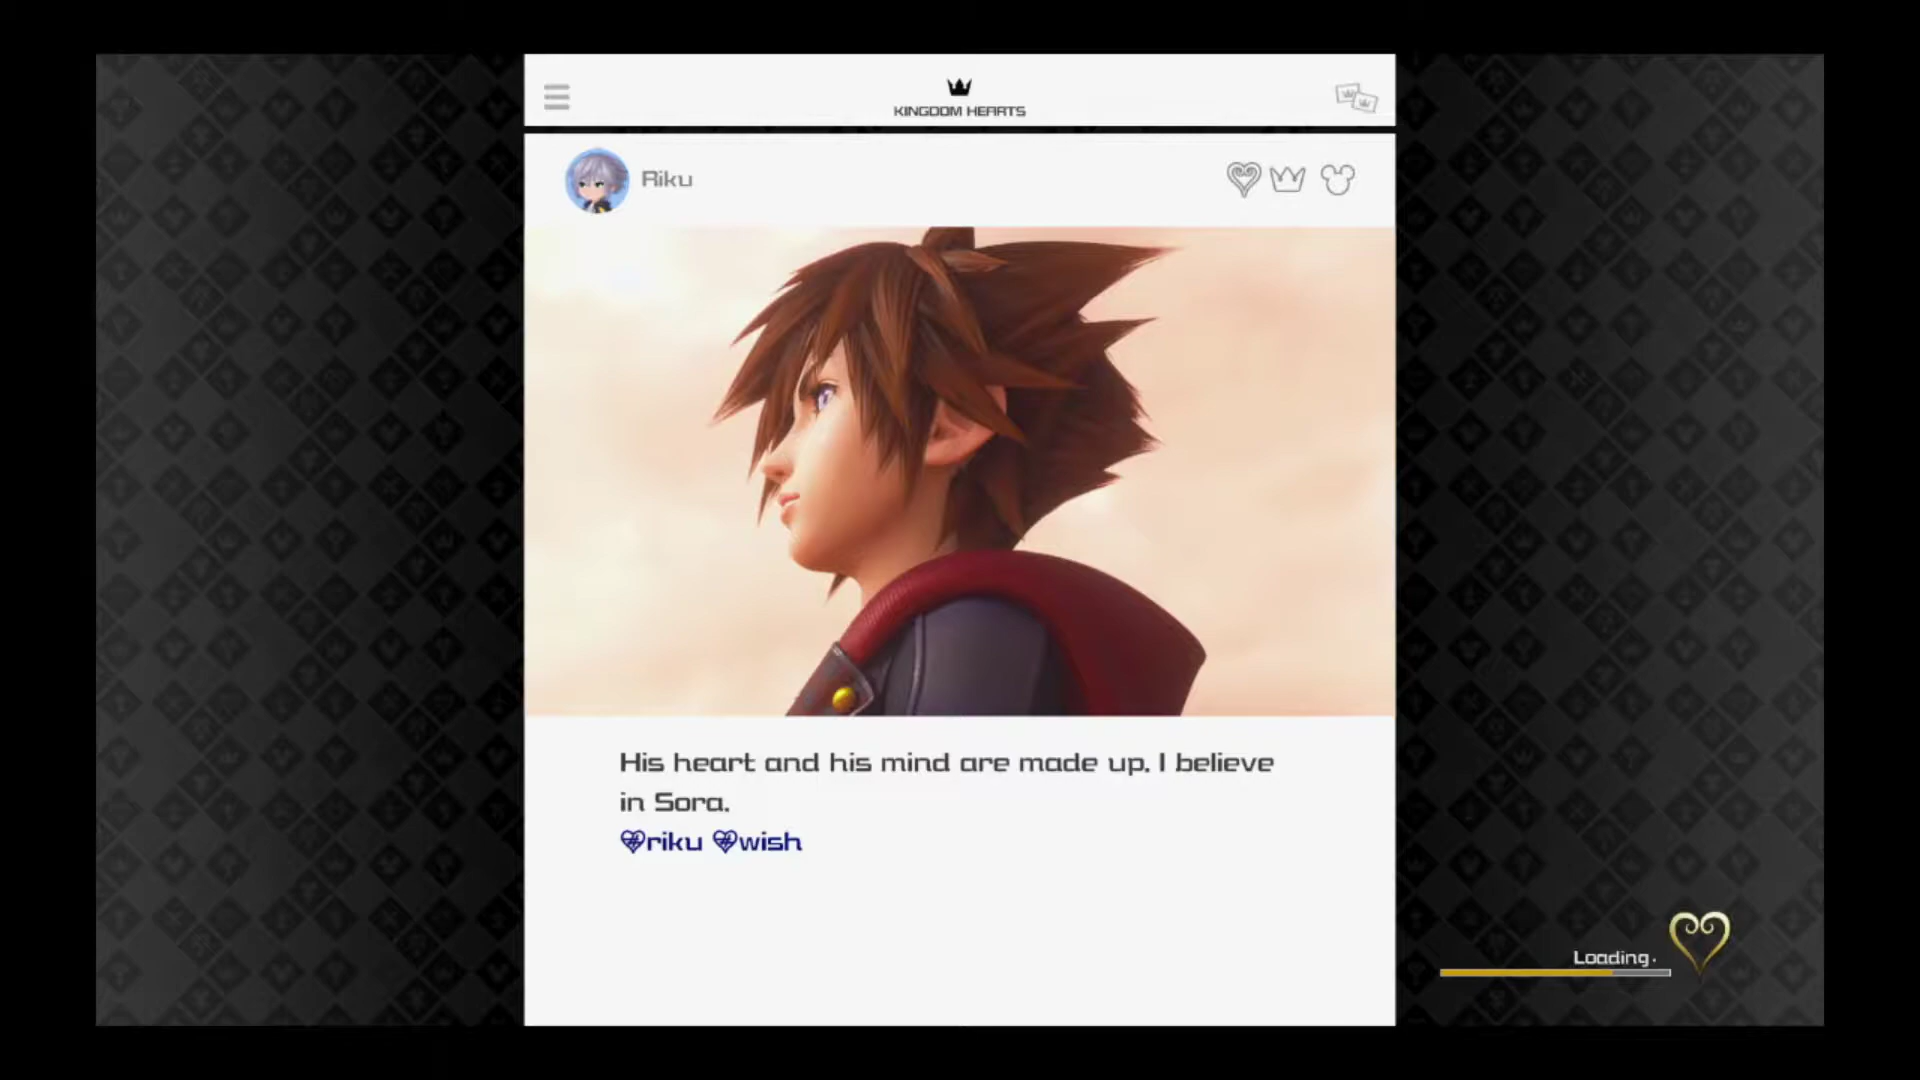 KINGDOM HEARTS
Riku
His heart and his mind are made up. I believe
in Sora.
#riku #wish
Loading.